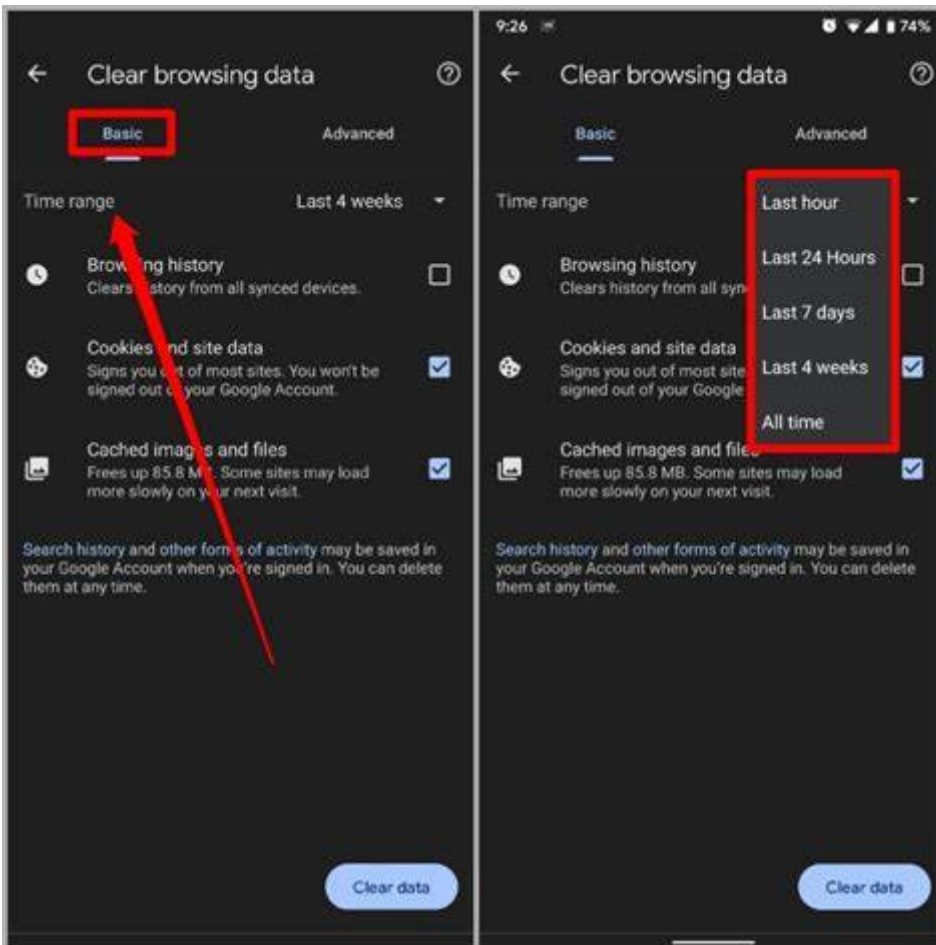 Clear browsing data
Basic
Advanced
Time range
Last 4 weeks
Browsing history
Clears history from all synced devices.
Cookies and site data
Signs you out of most sites. You won't be
signed out of your Google Account.
Cached images and files
Frees up 85.8 MB. Some sites may load
more slowly on your next visit.
Search history and other forms of activity may be saved in
your Google Account when you're signed in. You can delete
them at any time.
Clear data
9:26
74%
Clear browsing data
Basic
Advanced
Time range
Last hour
Last 24 Hours
Last 7 days
Last 4 weeks
All time
Browsing history
Clears history from all syn
Cookies and site data
Signs you out of most site
signed out of your Google
Cached images and file
Frees up 85.8 MB. Some sites may load
more slowly on your next visit.
Search history and other forms of activity may be saved in
your Google Account when you're signed in. You can delete
them at any time.
Clear data